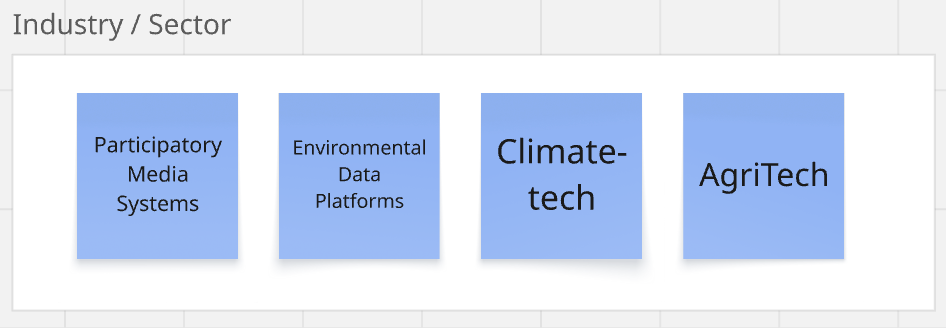 Industry / Sector
Participatory
Media
Systems
Environmental
Data
Platforms
Climate-
tech
AgriTech